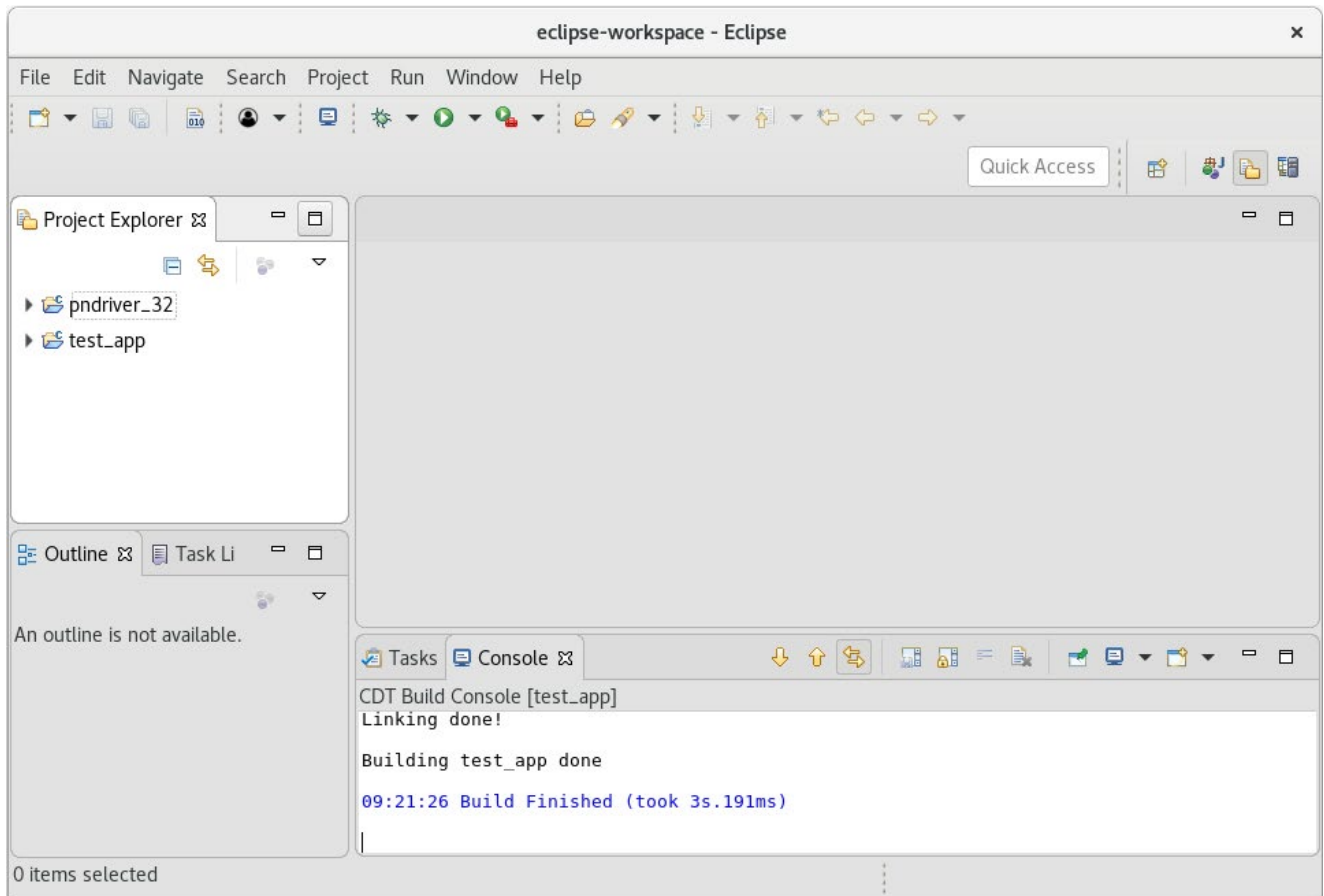 eclipse-workspace - Eclipse
File Edit Navigate Search Project Run Window Help
010
Quick Access
Project Explorer
pndriver_32
test_app
Outline Task Li
An outline is not available.
Tasks Console
CDT Build Console [test_app]
Linking done!
Building test_app done
09:21:26 Build Finished (took 3s.191ms)
0 items selected